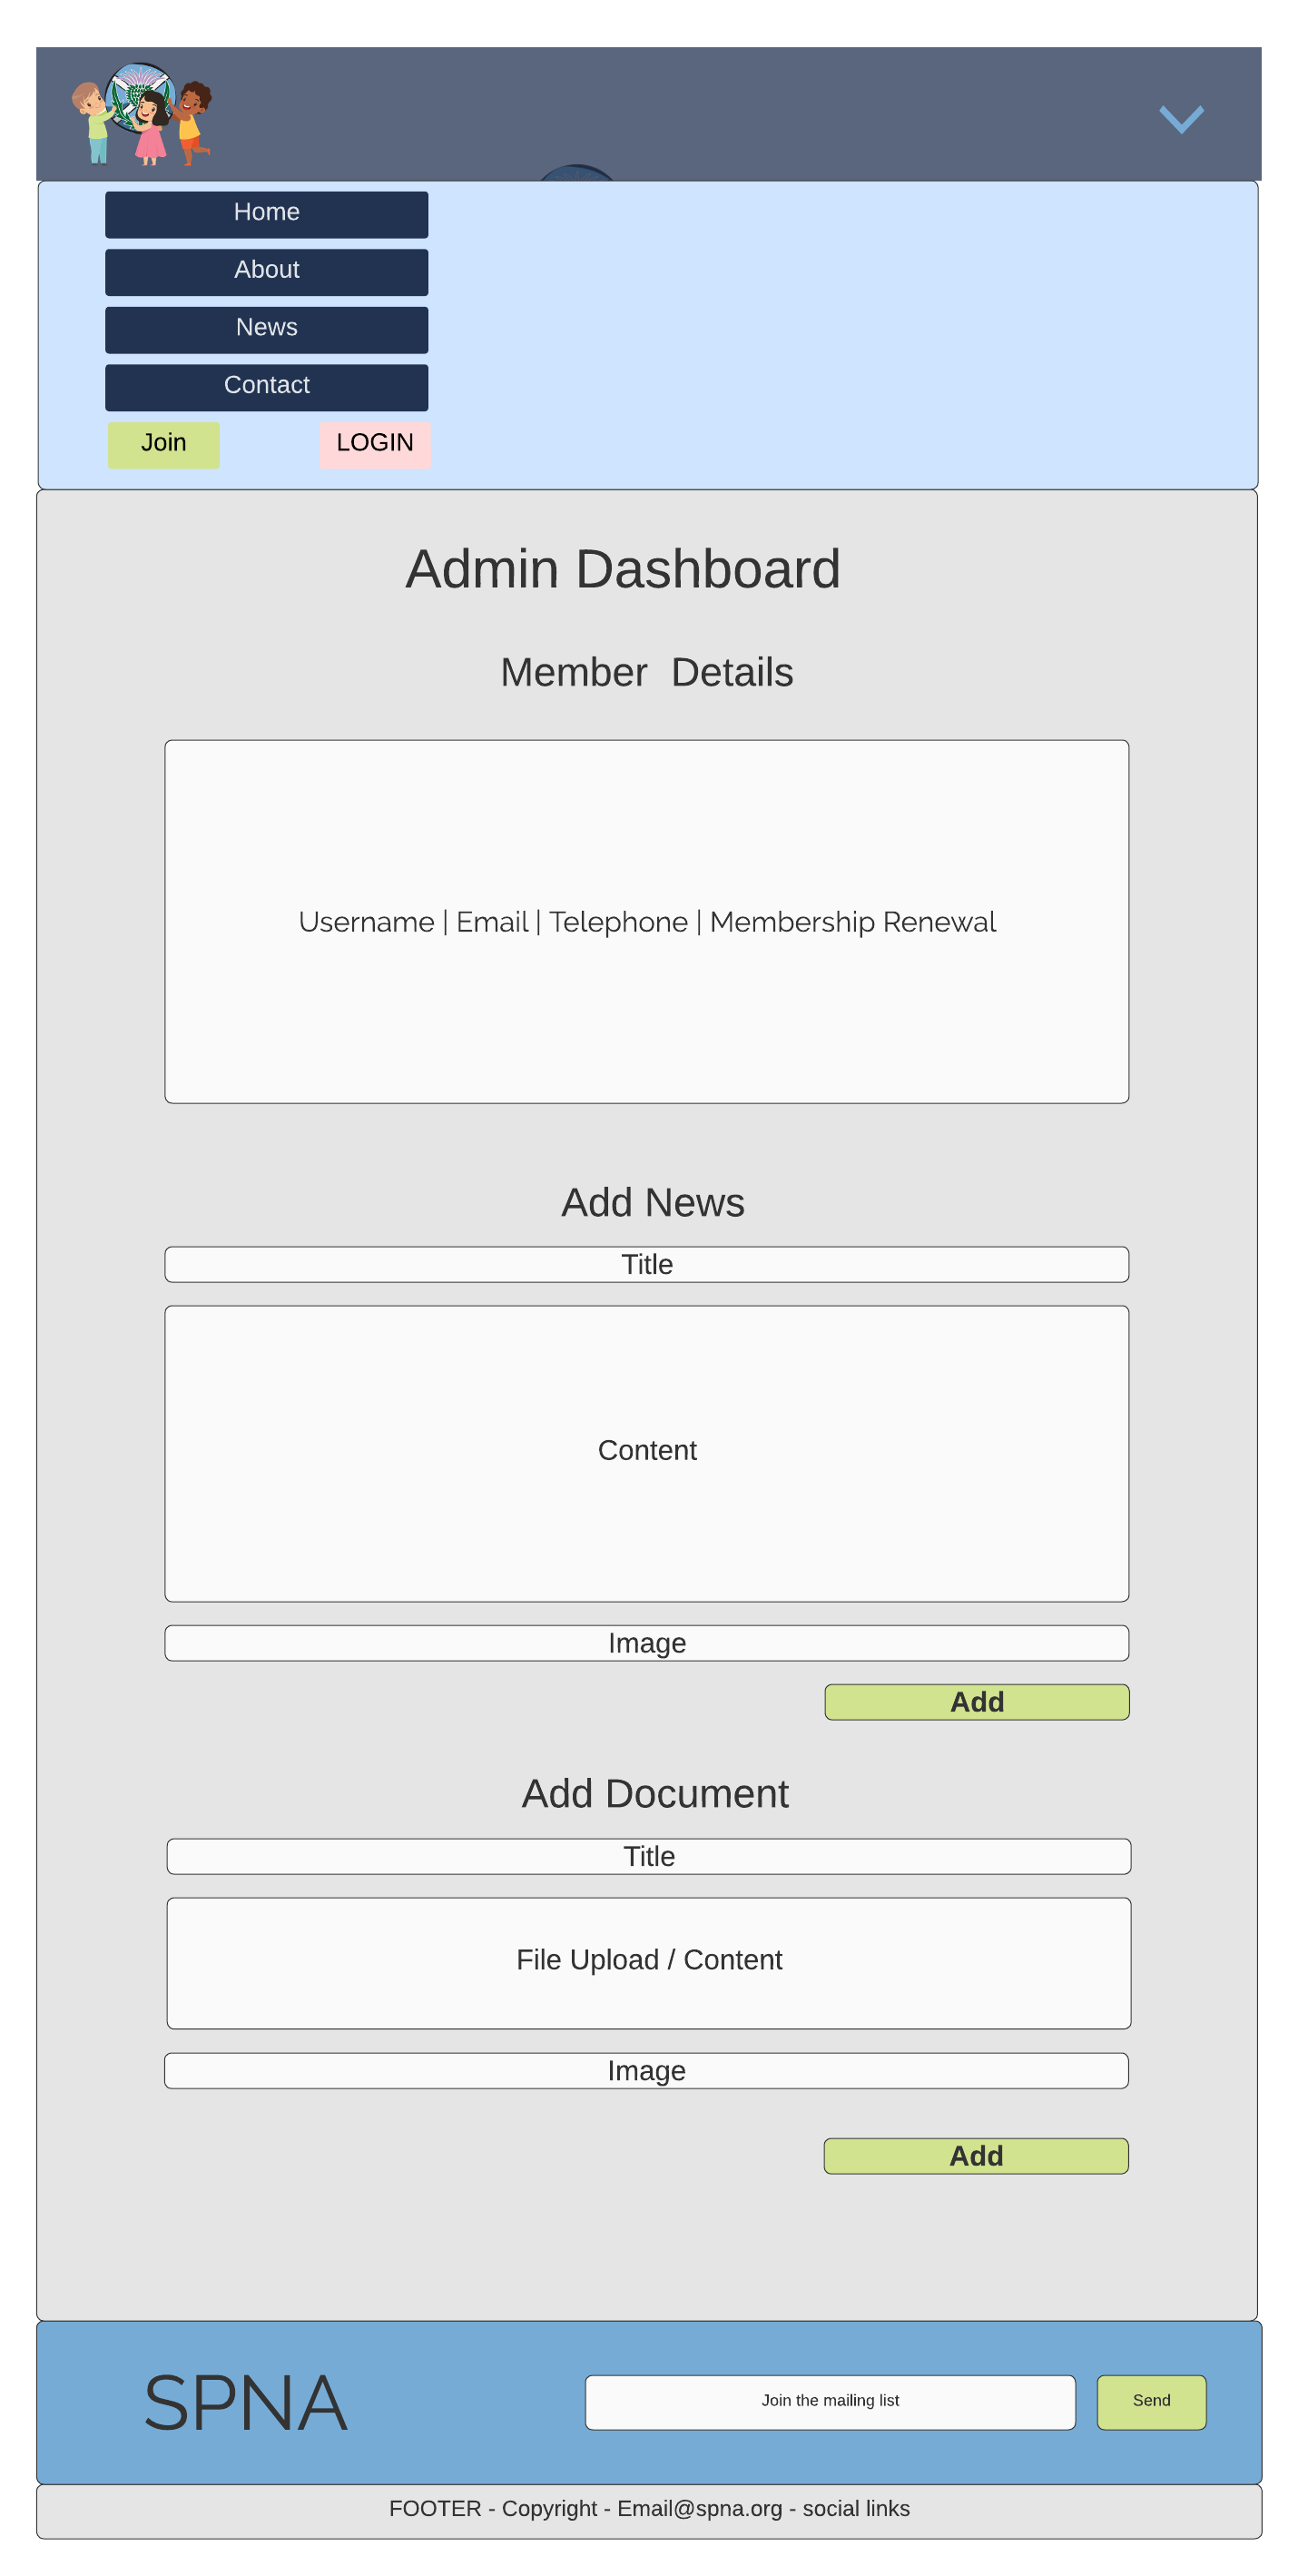 Home
About
News
Contact
Join
LOGIN
Admin Dashboard
Member Details
Username | Email | Telephone | Membership Renewal
Add News
Title
Content
Image
Add
Add Document
Title
File Upload / Content
Image
Add
SPNA
Join the mailing list
Send
FOOTER - Copyright - Email@spna.org - social links